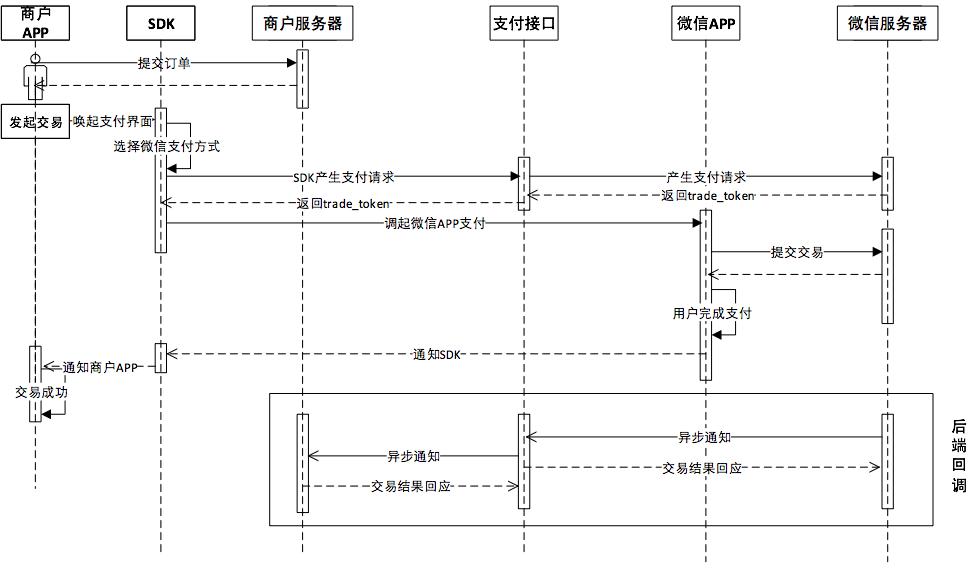 商户
APP
SDK
商户服务器
支付接口
微信APP
微信服务器
提交订单
发起交易
唤起支付界面
选择微信支付方式
SDK产生支付请求
产生支付请求
返回trade_token
返回trade_token
调起微信APP支付
提交交易
用户完成支付
通知SDK
通知商户APP
交易成功
后
端
回
调
异步通知
异步通知
交易结果回应
交易结果回应